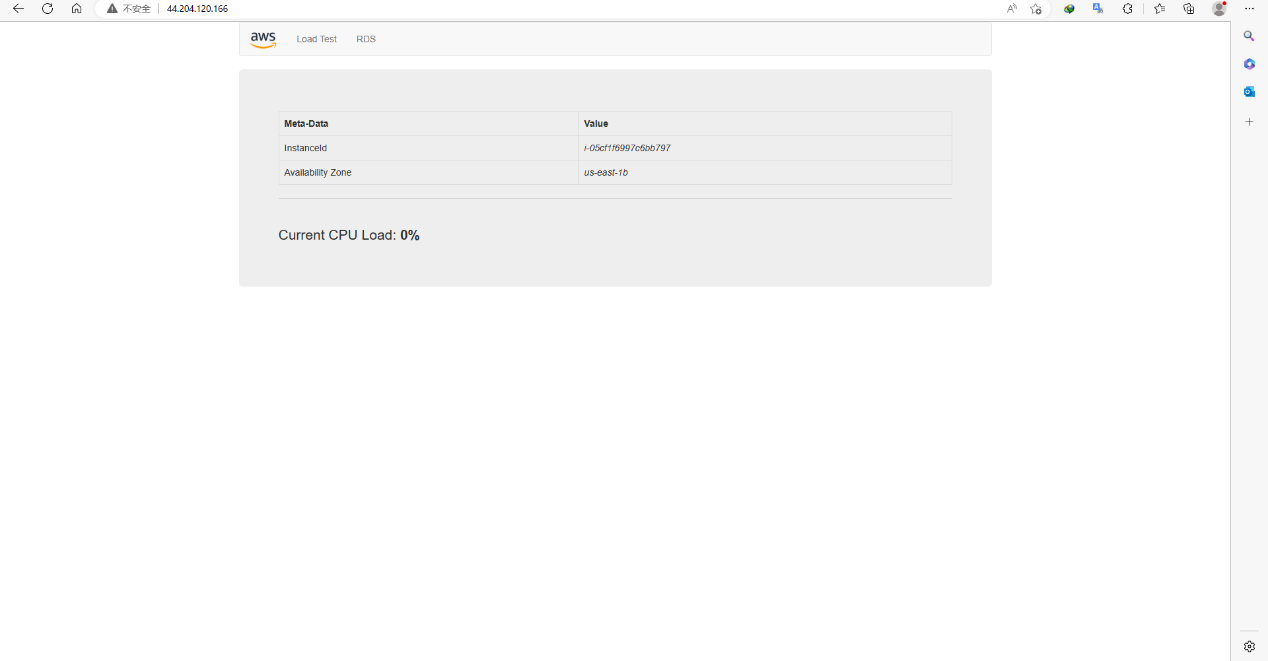 不安全 44.204.120.166
aws Load Test RDS
Meta-Data Value
InstanceId i-05cf1f6997c6bb797
Availability Zone us-east-1b
Current CPU Load: 0%